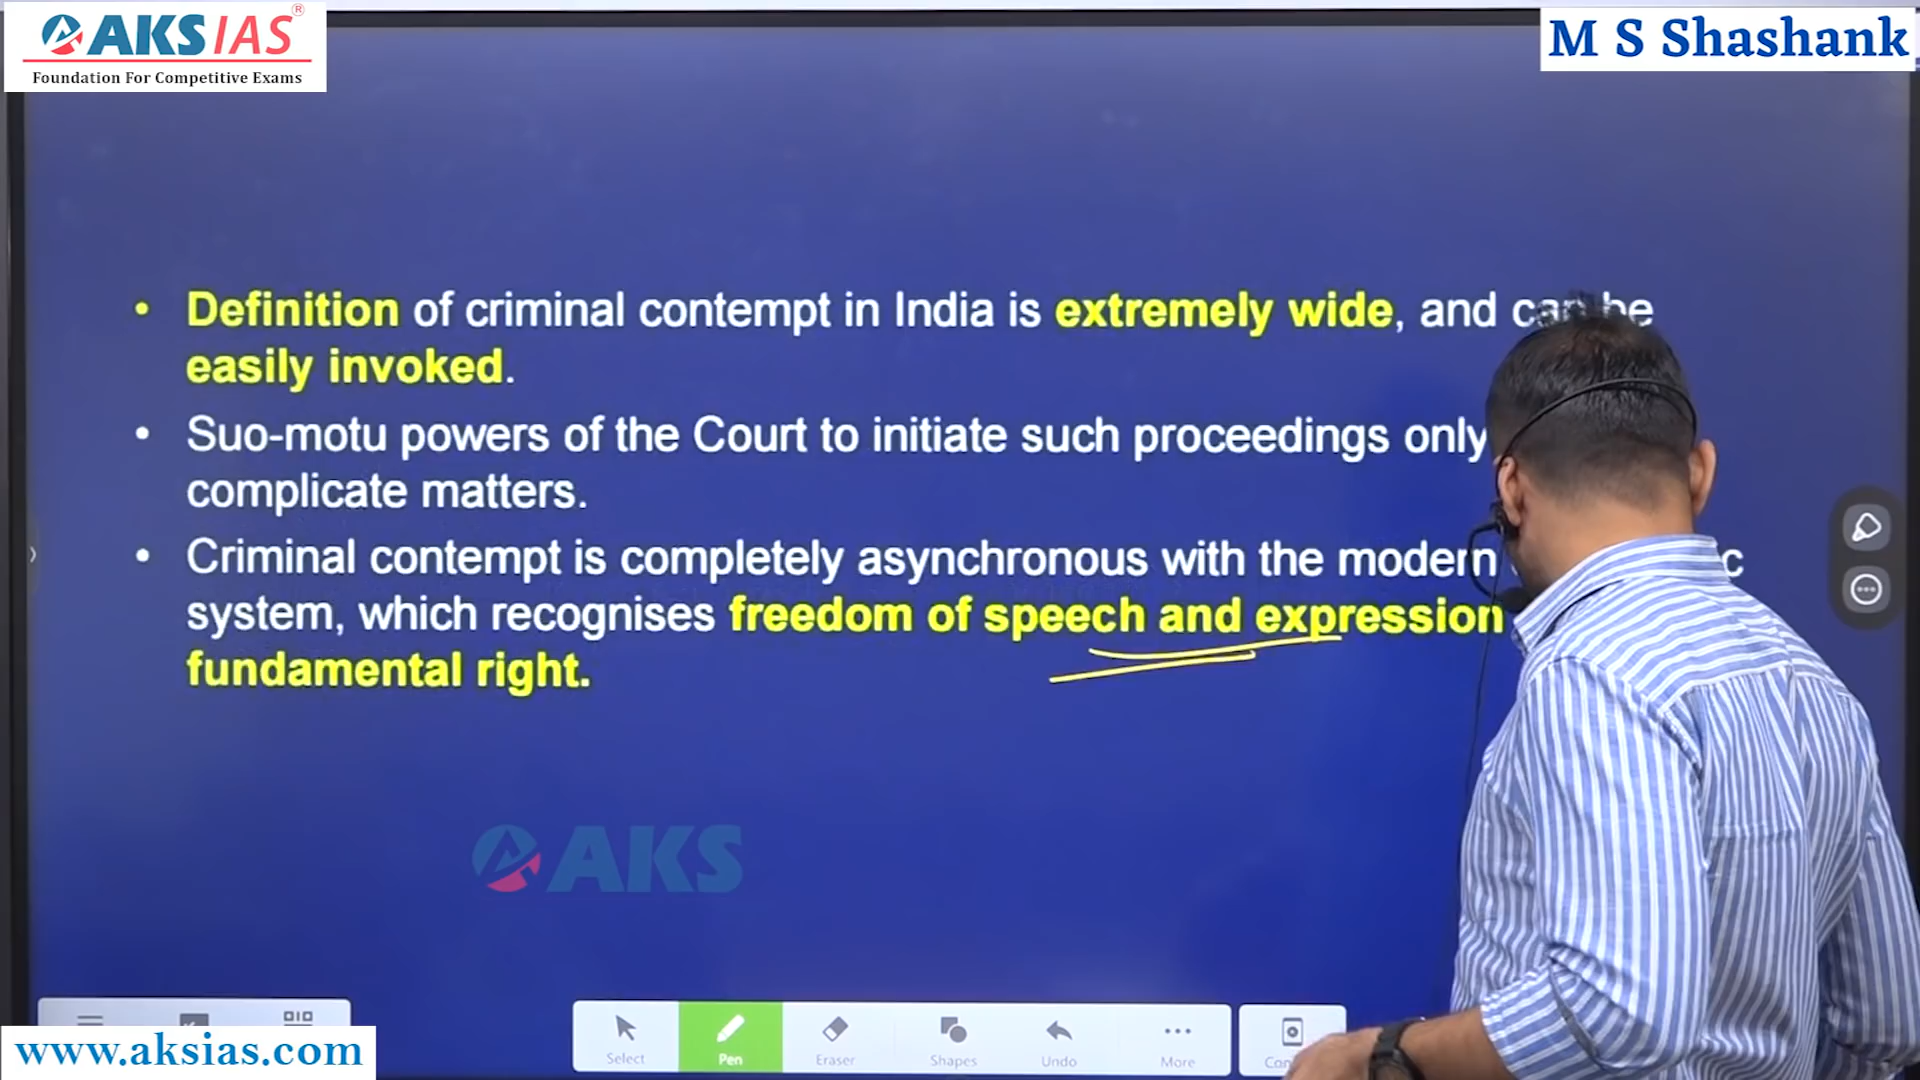 AKS IAS ®
Foundation For Competitive Exams
M S Shashank
• Definition of criminal contempt in India is extremely wide, and can be
easily invoked.
• Suo-motu powers of the Court to initiate such proceedings only
complicate matters.
• Criminal contempt is completely asynchronous with the modern
system, which recognises freedom of speech and expression
fundamental right.
AKS
Select
Pen
Eraser
Shapes
Undo
More
www.aksias.com